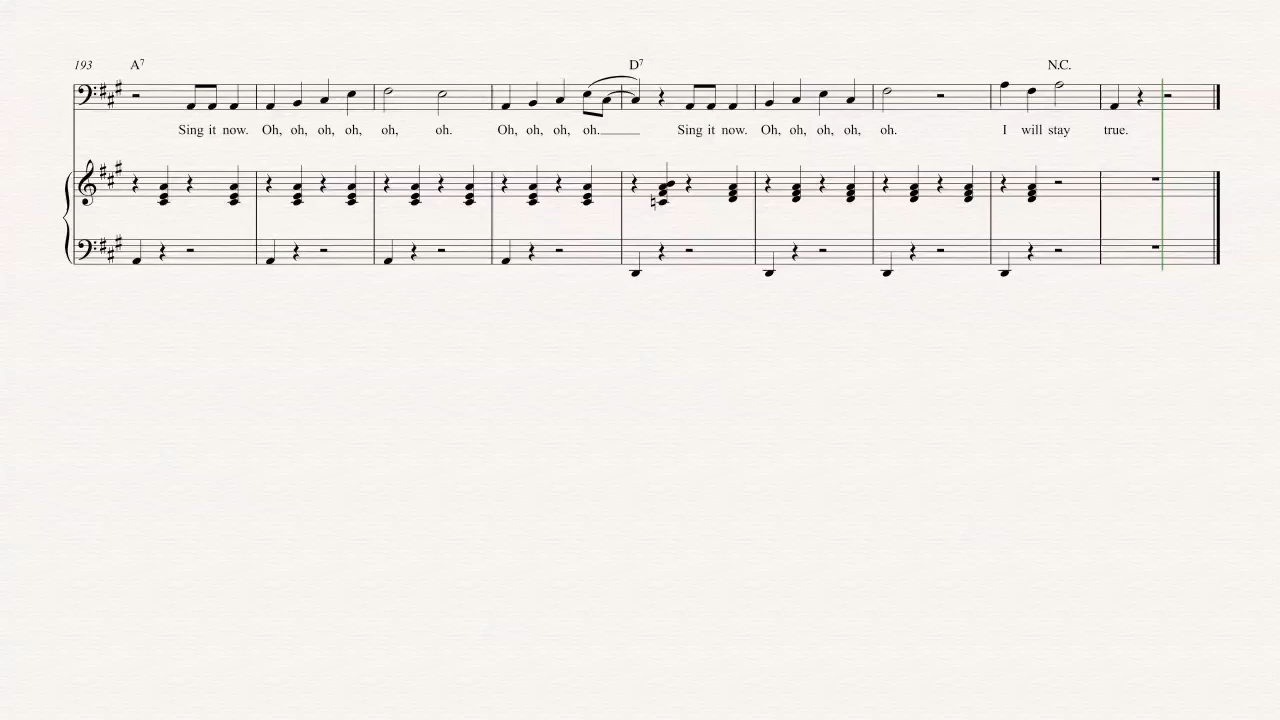 193 A7 D7 N.C.
Sing it now. Oh, oh, oh, oh, oh, oh. Oh, oh, oh, oh. Sing it now. Oh, oh, oh, oh, oh. I will stay true.